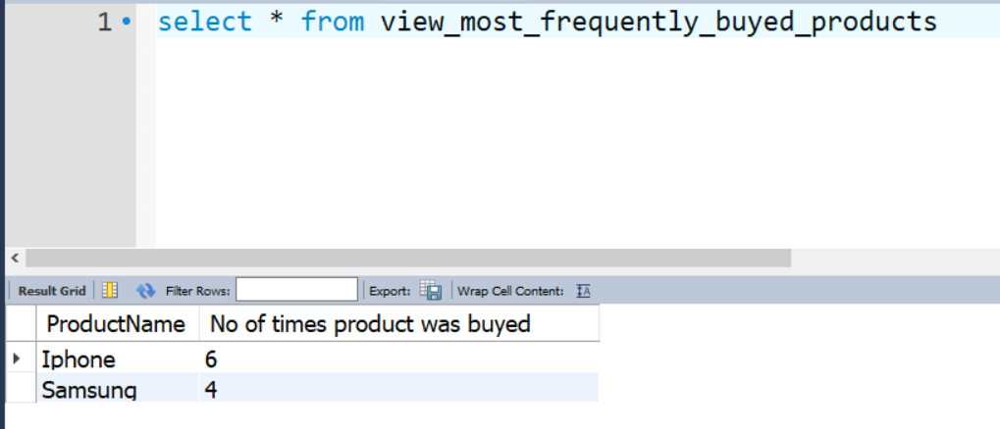 1 select * from view_most_frequently_buyed_products
Result Grid Filter Rows: Export: Wrap Cell Content: IA
ProductName No of times product was buyed
Iphone 6
Samsung 4